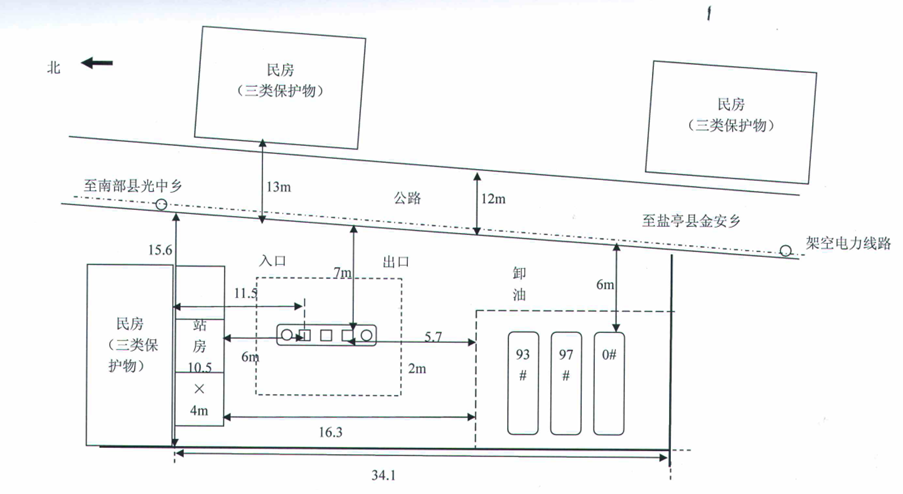 北
民房
（三类保护物）
民房
（三类保护物）
至南部县光中乡
13m
公路
12m
至盐亭县金安乡
架空电力线路
15.6
入口
出口
7m
卸
油
6m
11.5
民房
（三类保
护物）
站
房
10.5
×
4m
6m
5.7
2m
93
#
97
#
0#
16.3
34.1